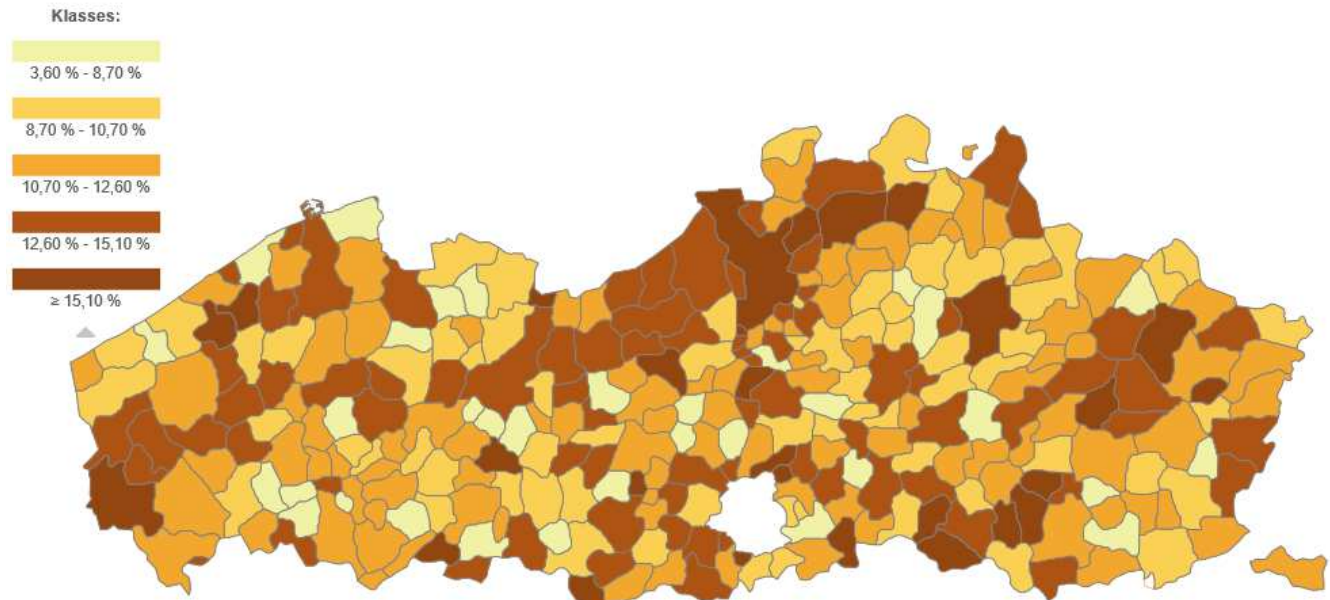 Klasses:
3,60 % - 8,70 %
8,70 % - 10,70 %
10,70 % - 12,60 %
12,60 % - 15,10 %
≥ 15,10 %